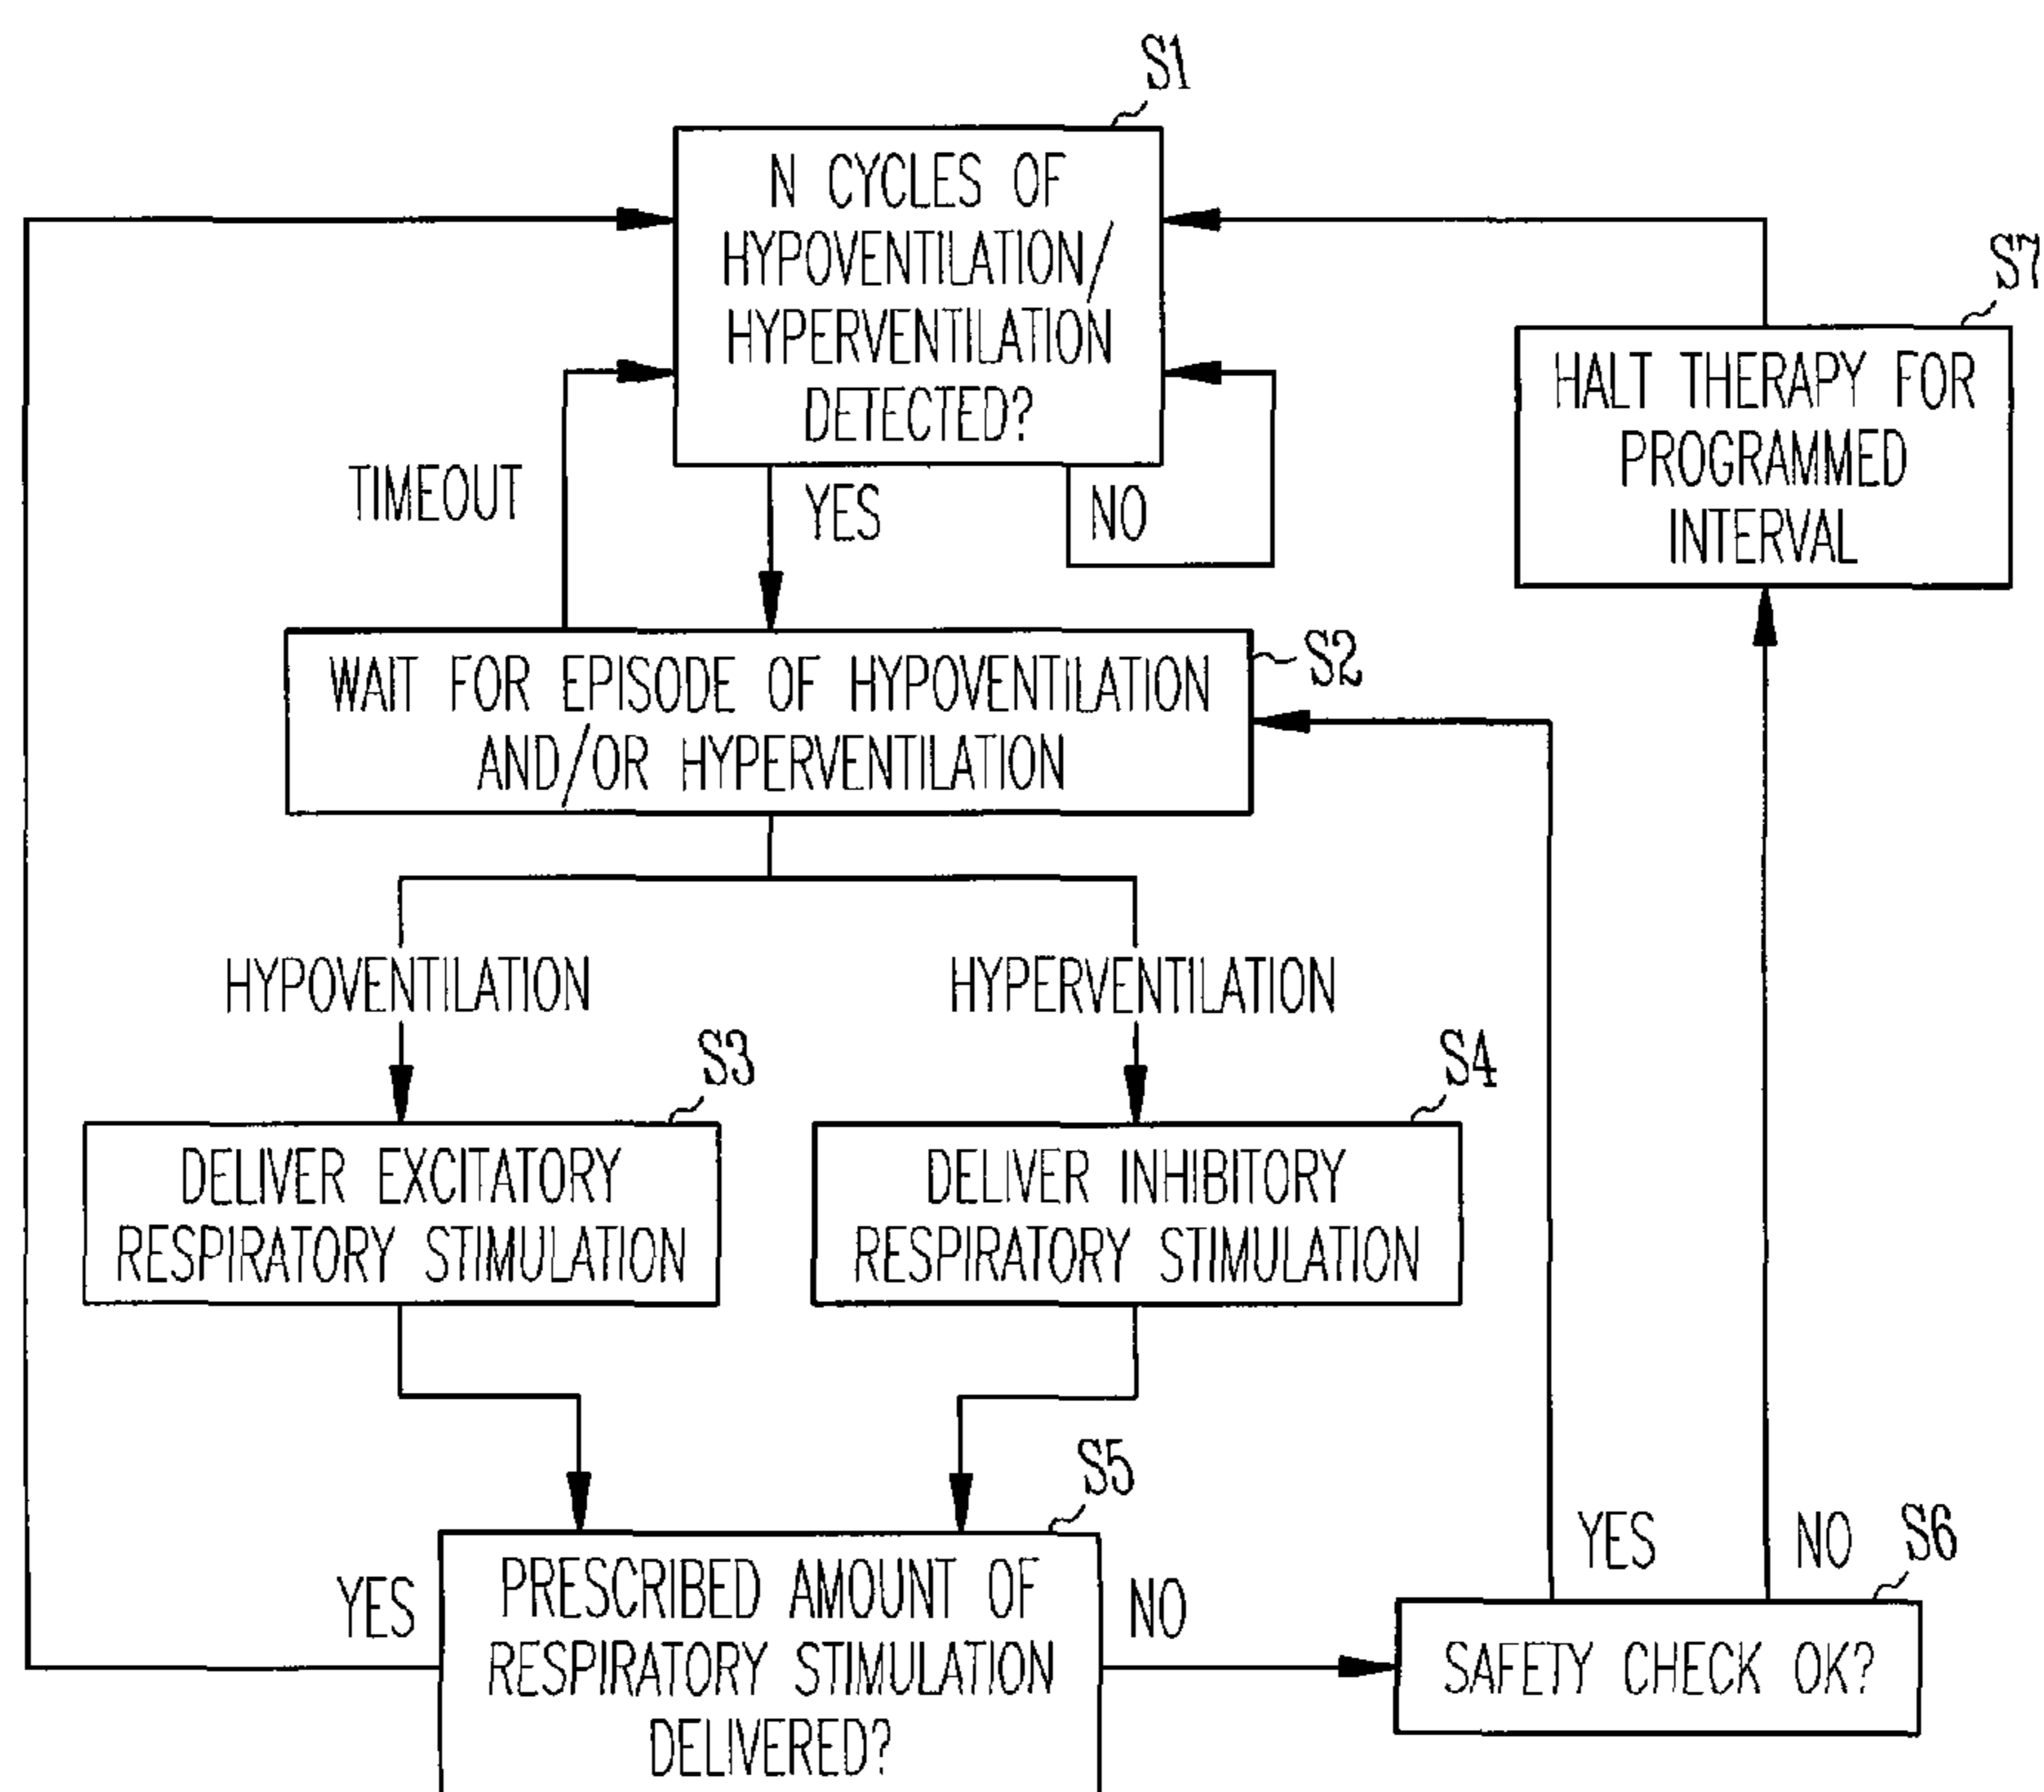 S1
N CYCLES OF
HYPOVENTILATION/
HYPERVENTILATION
DETECTED?
S7
HALT THERAPY FOR
PROGRAMMED
INTERVAL
TIMEOUT
YES
NO
S2
WAIT FOR EPISODE OF HYPOVENTILATION
AND/OR HYPERVENTILATION
HYPOVENTILATION
HYPERVENTILATION
S3
DELIVER EXCITATORY
RESPIRATORY STIMULATION
S4
DELIVER INHIBITORY
RESPIRATORY STIMULATION
S5
YES
PRESCRIBED AMOUNT OF
RESPIRATORY STIMULATION
DELIVERED?
NO
YES
NO
S6
SAFETY CHECK OK?